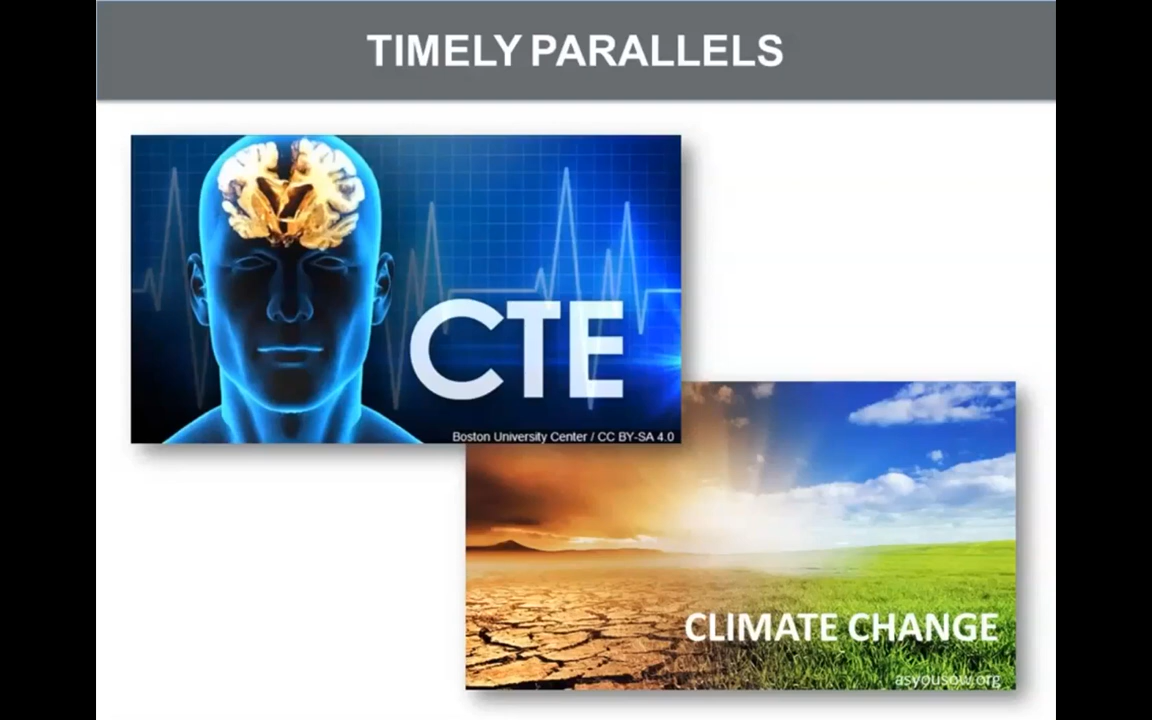 TIMELY PARALLELS
CTE
Boston University Center / CC BY-SA 4.0
CLIMATE CHANGE
asyousow.org